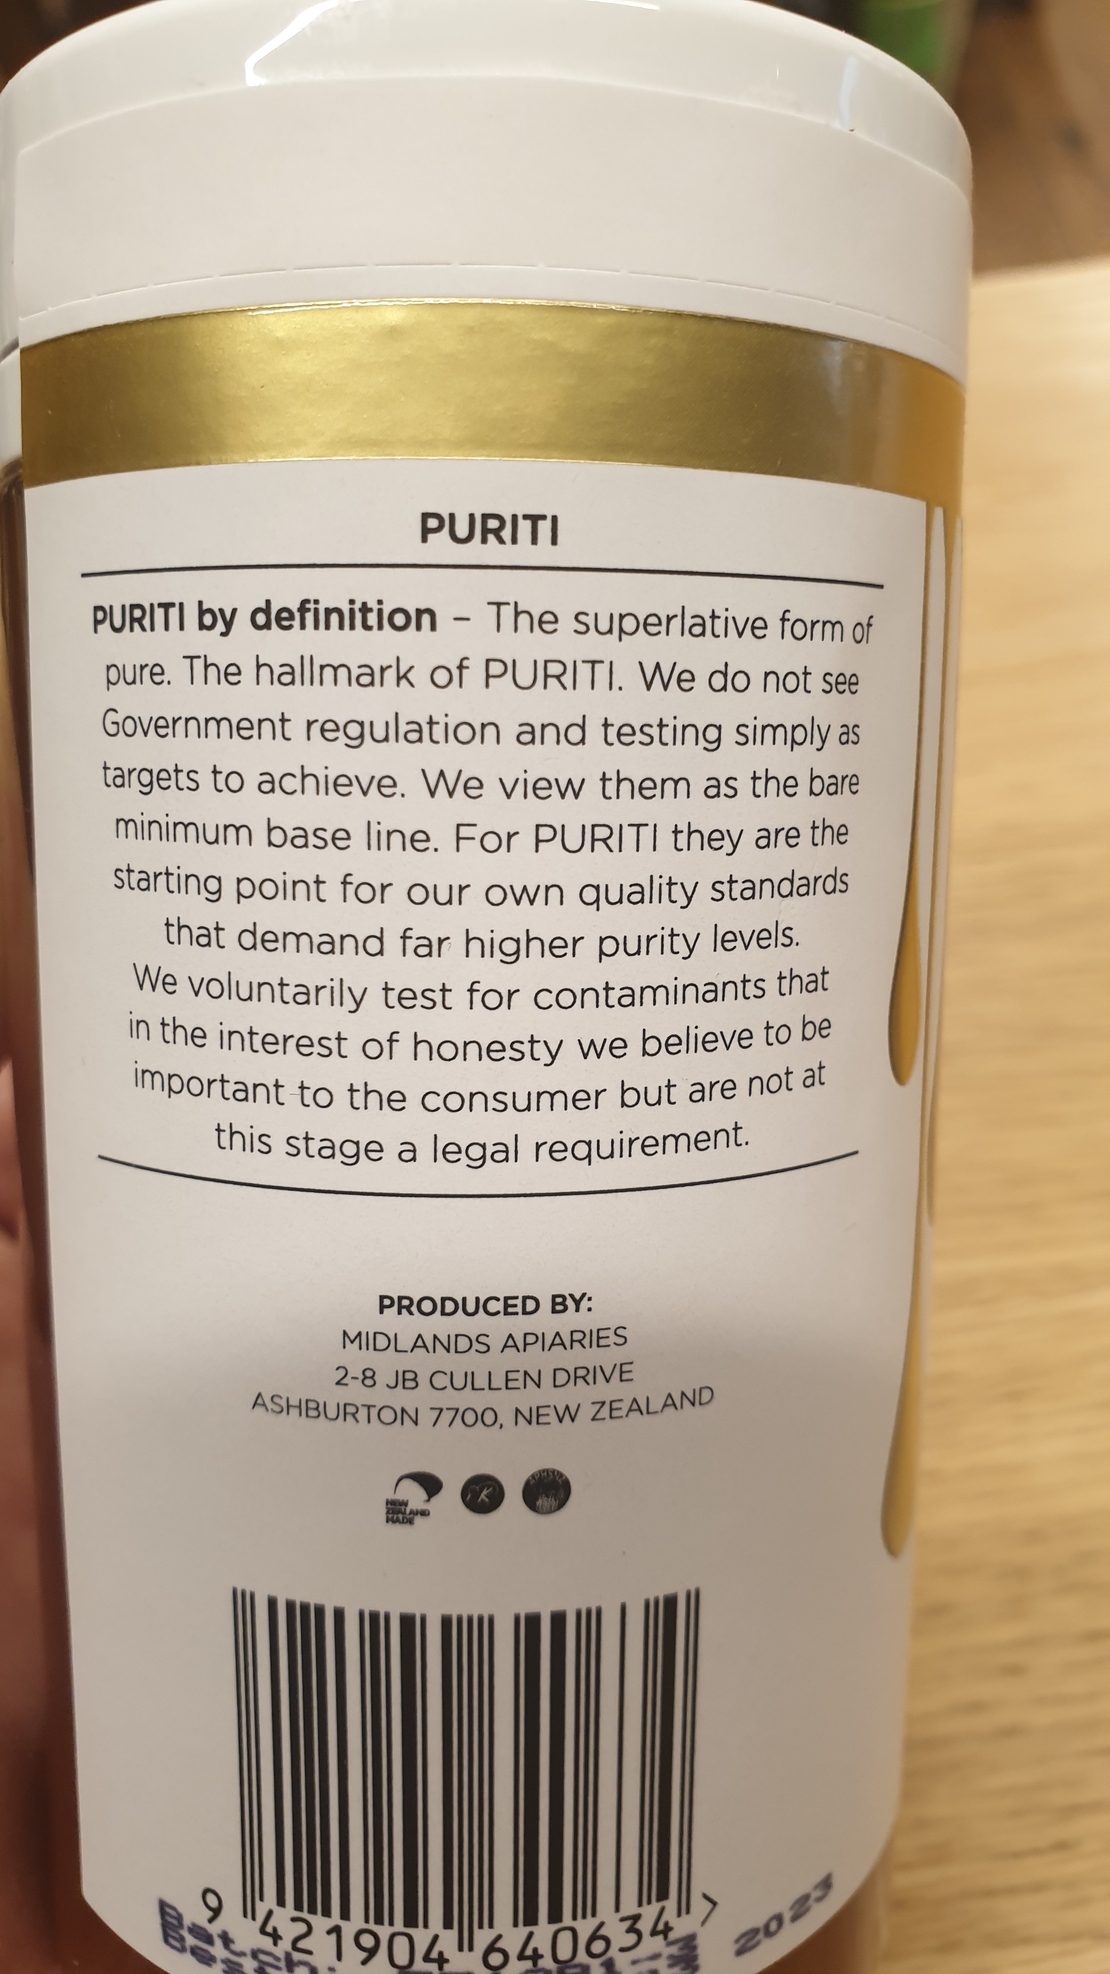 PURITI
PURITI by definition – The superlative form of
pure. The hallmark of PURITI. We do not see
Government regulation and testing simply as
targets to achieve. We view them as the bare
minimum base line. For PURITI they are the
starting point for our own quality standards
that demand far higher purity levels.
We voluntarily test for contaminants that
in the interest of honesty we believe to be
important to the consumer but are not at
this stage a legal requirement.
PRODUCED BY:
MIDLANDS APIARIES
2-8 JB CULLEN DRIVE
ASHBURTON 7700, NEW ZEALAND
NEW
ZEALAND
MADE
9 421904 640634 >
Batch:
2023